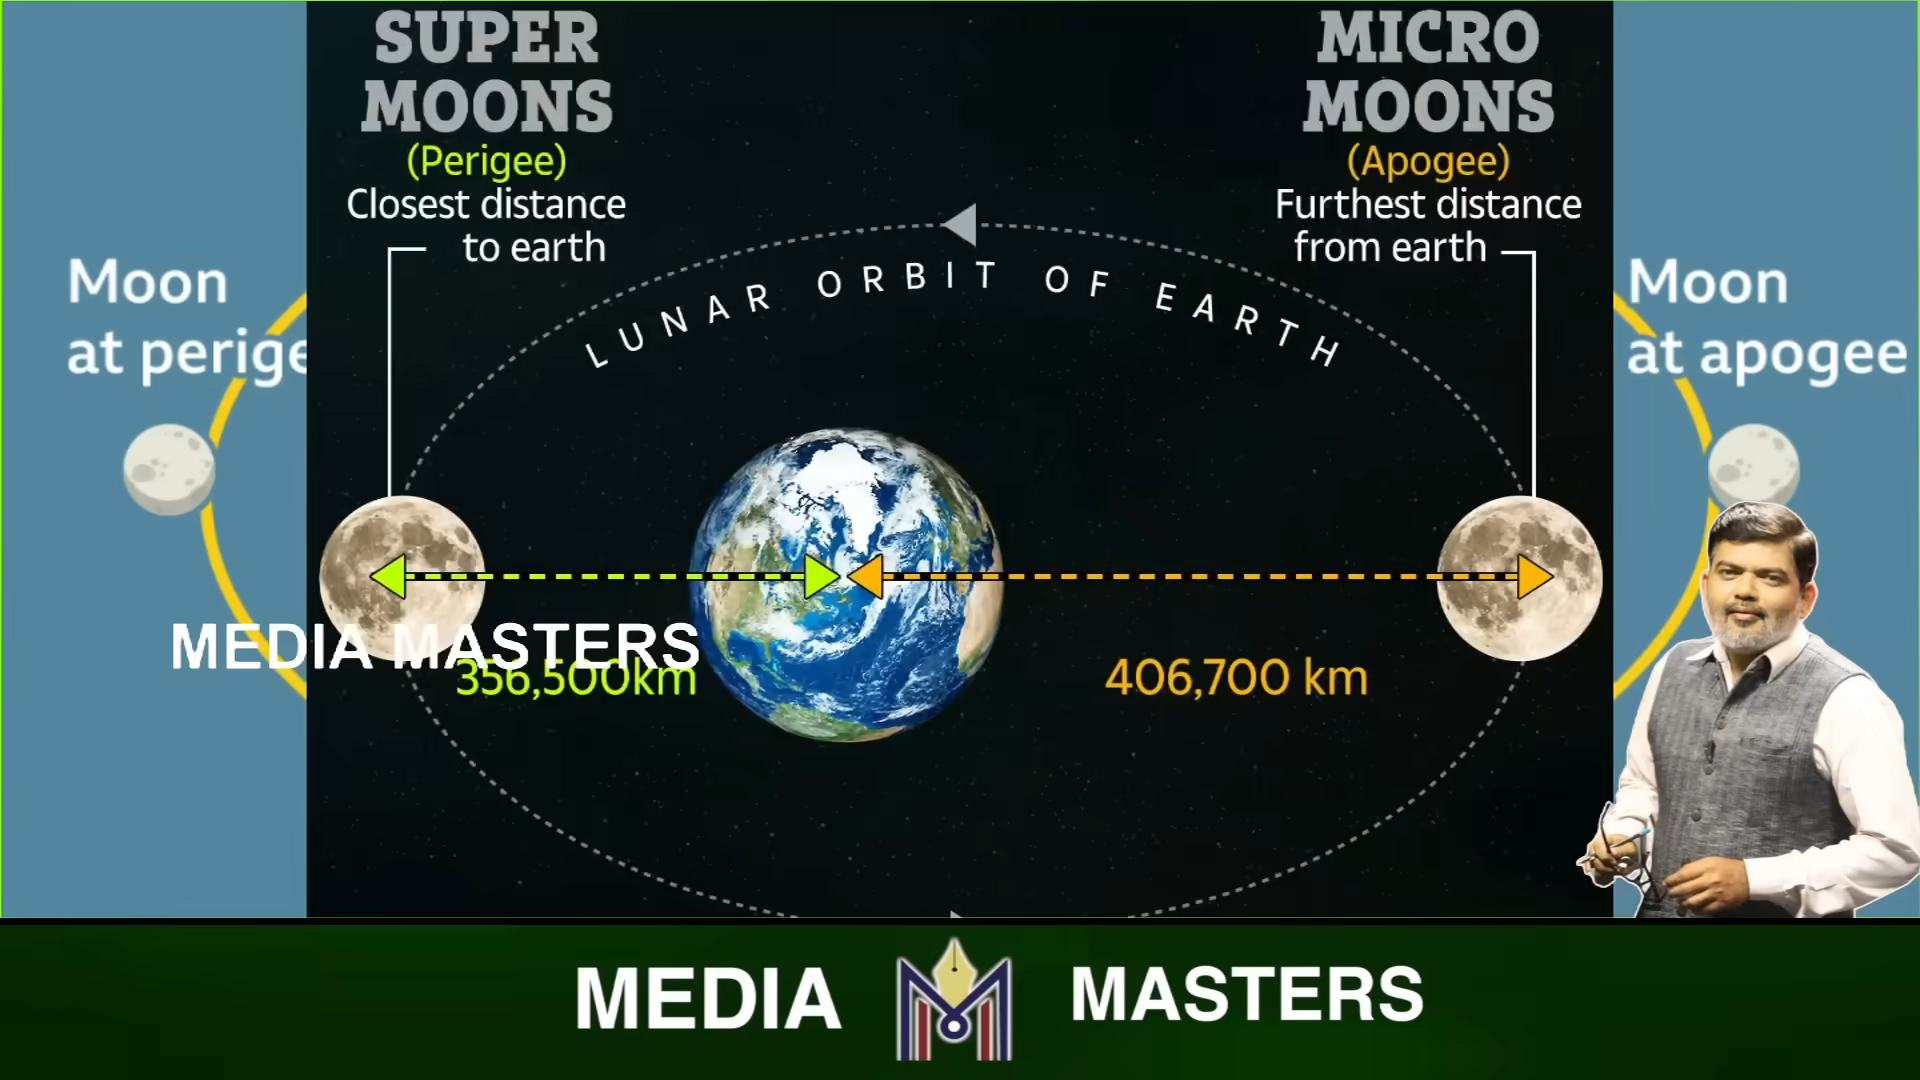 SUPER
MOONS
(Perigee)
Closest distance
to earth
MICRO
MOONS
(Apogee)
Furthest distance
from earth
Moon
at perige
Moon
at apogee
LUNAR ORBIT OF EARTH
MEDIA MASTERS
356,500km
406,700 km
MEDIA MASTERS